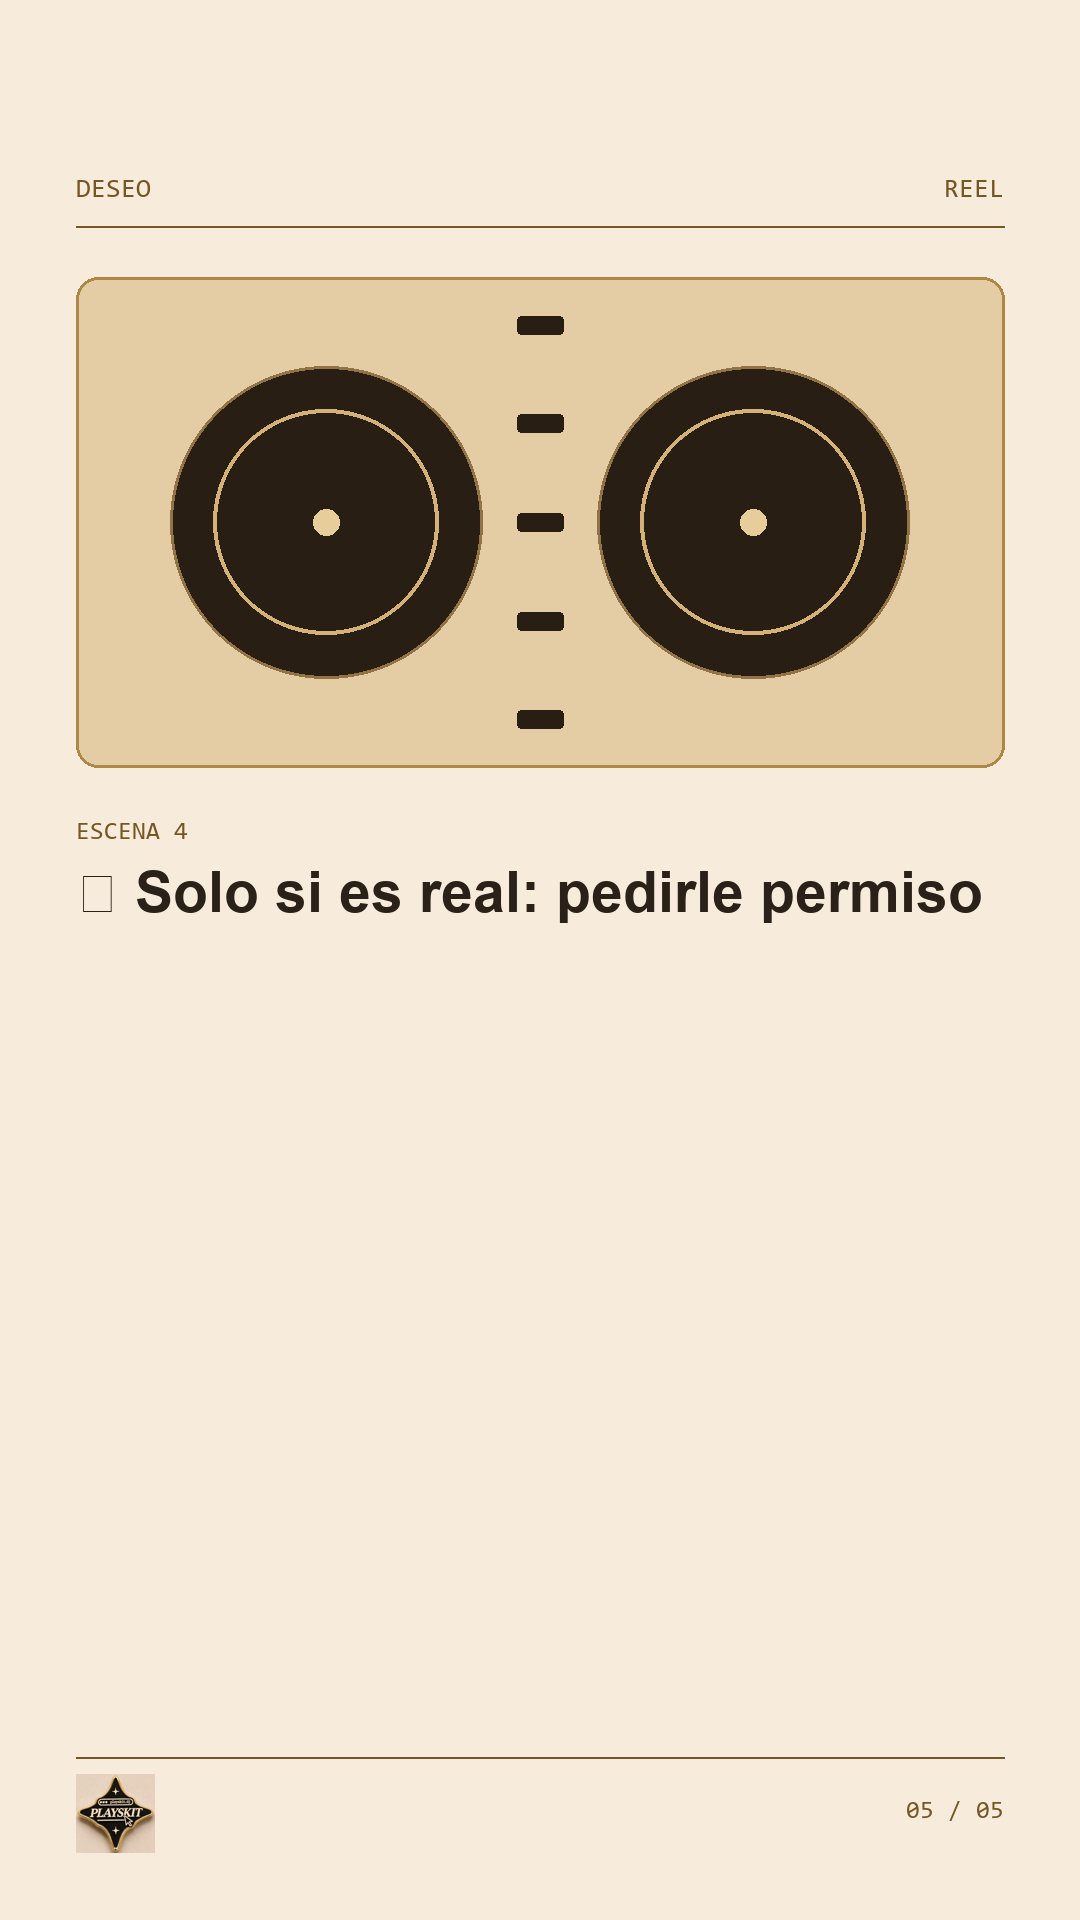 DESEO
REEL
ESCENA 4
□ Solo si es real: pedirle permiso
PLAYSKIT
05 / 05